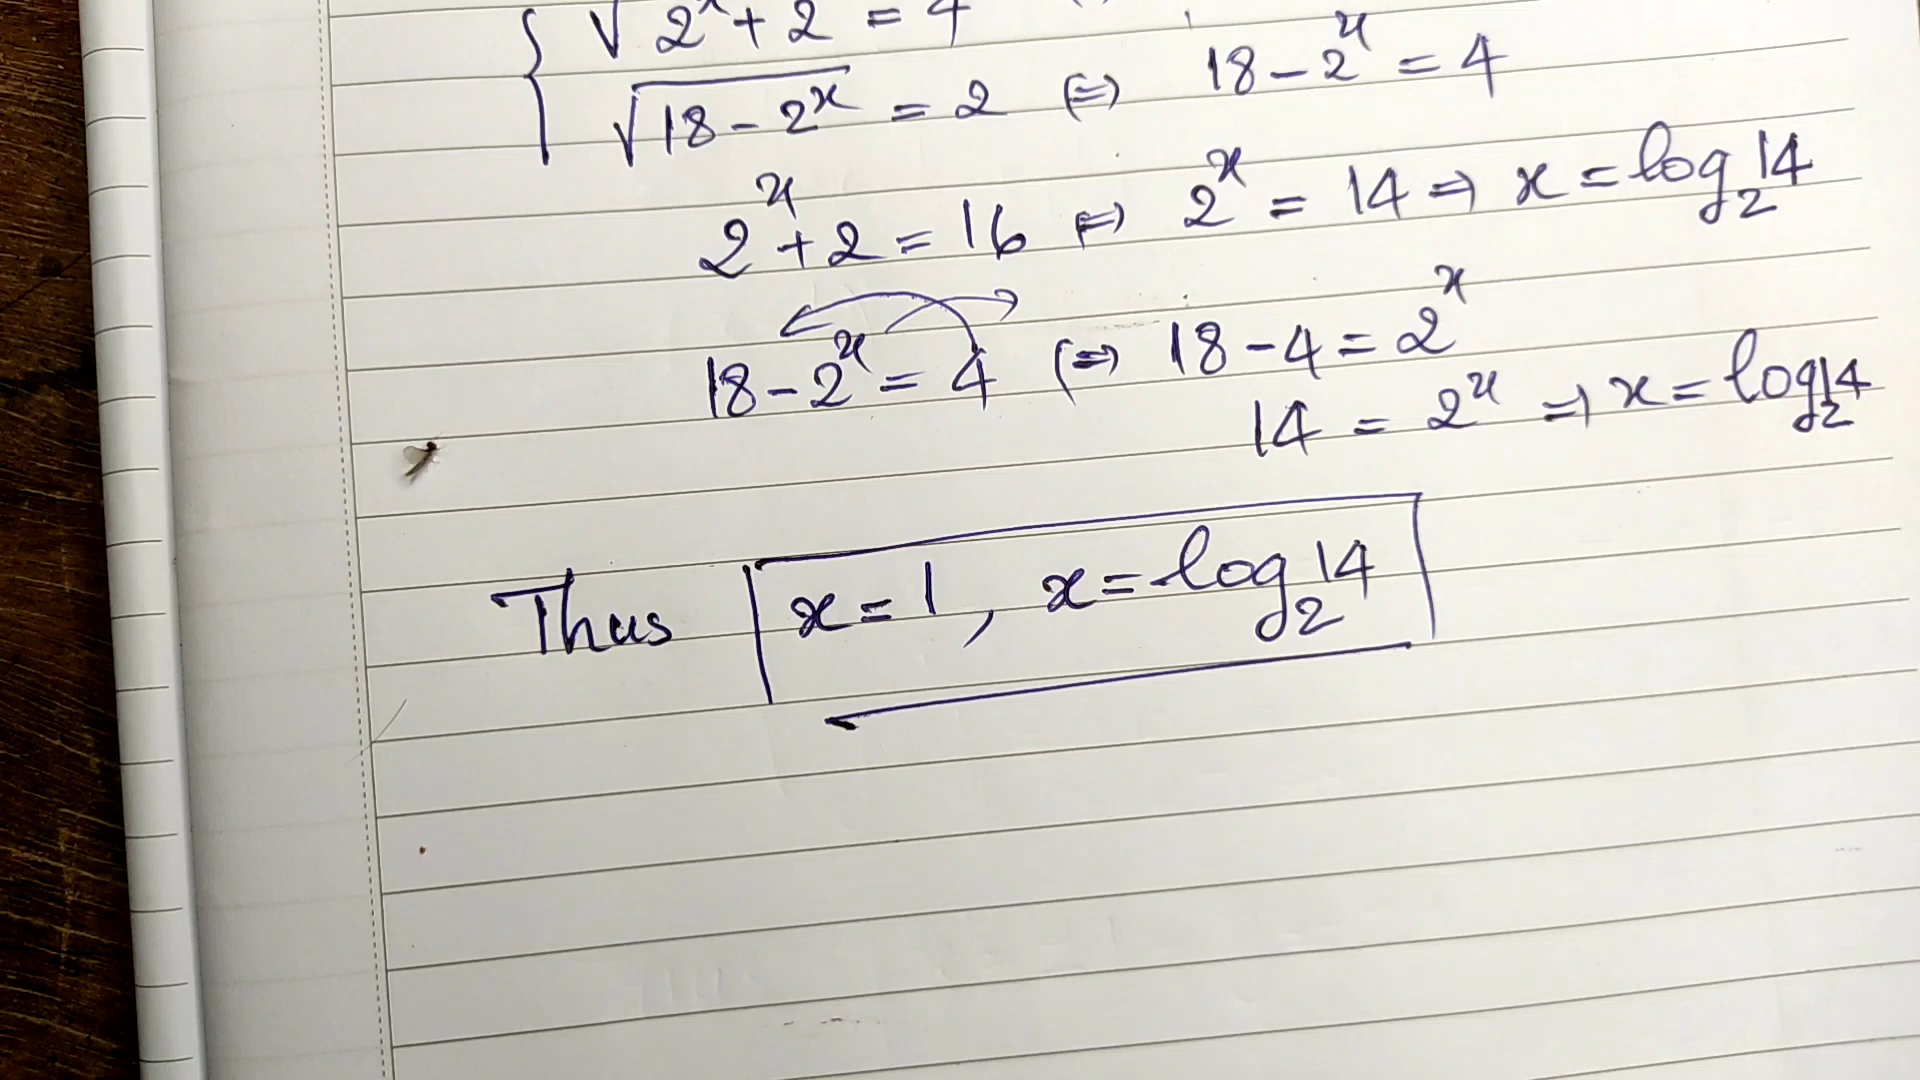 √2^x + 2 = 4
√18 - 2^x = 2 ⇔ 18 - 2^x = 4
2^x + 2 = 16 ⇔ 2^x = 14 ⇒ x = log₂14
18 - 2^x = 4 ⇔ 18 - 4 = 2^x
14 = 2^x ⇒ x = log₂14
Thus x = 1, x = log₂14